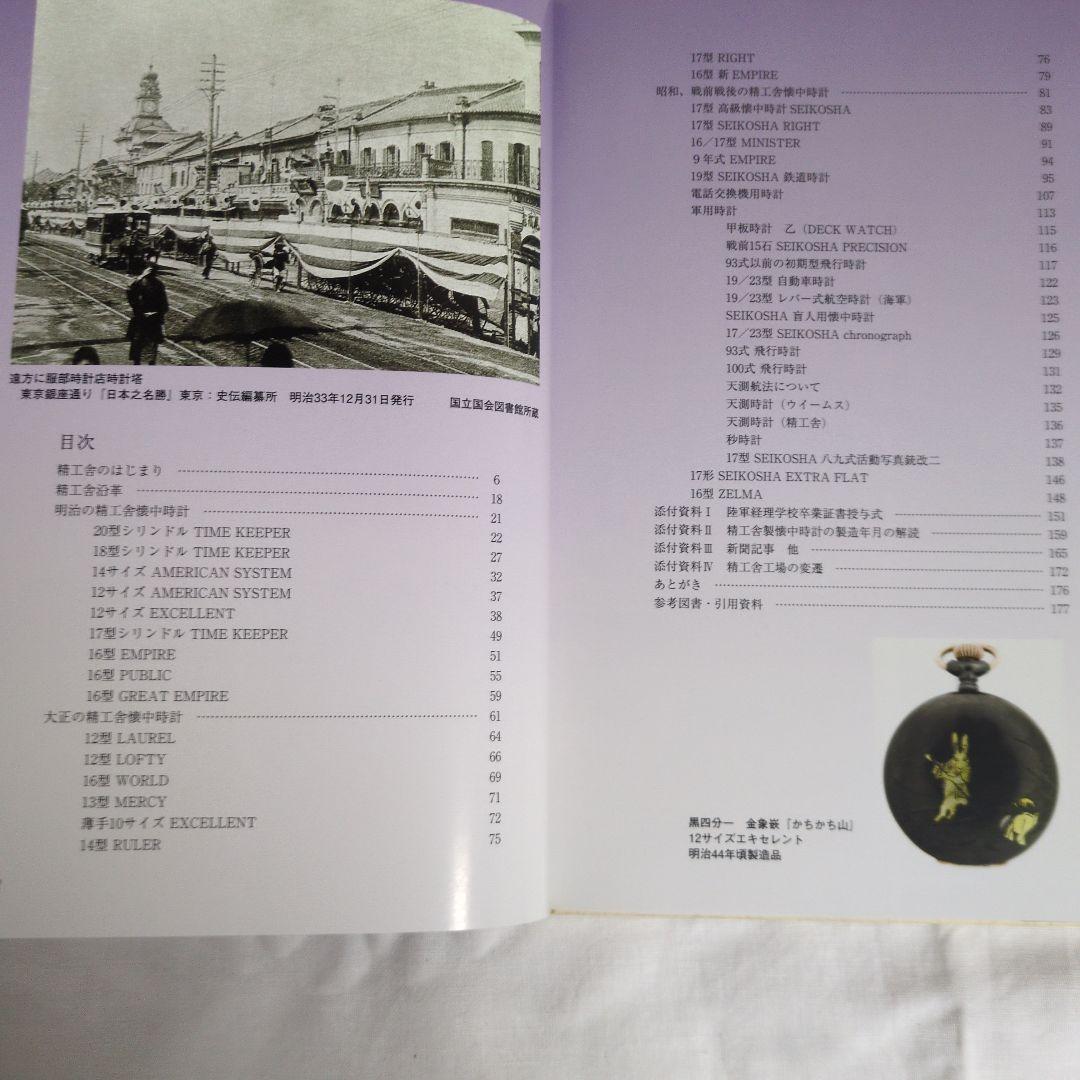 遠方に服部時計店時計塔
東京銀座通り「日本之名勝」東京：史伝編纂所　明治33年12月31日発行　国立国会図書館所蔵
目次
精工舎のはじまり 6
精工舎沿革 18
明治の精工舎懐中時計 21
20型シリンドル TIME KEEPER 22
18型シリンドル TIME KEEPER 27
14サイズ AMERICAN SYSTEM 32
12サイズ AMERICAN SYSTEM 37
12サイズ EXCELLENT 38
17型シリンドル TIME KEEPER 49
16型 EMPIRE 51
16型 PUBLIC 55
16型 GREAT EMPIRE 59
大正の精工舎懐中時計 61
12型 LAUREL 64
12型 LOFTY 66
16型 WORLD 69
13型 MERCY 71
薄手10サイズ EXCELLENT 72
14型 RULER 75
17型 RIGHT 76
16型 新 EMPIRE 79
昭和、戦前戦後の精工舎懐中時計 81
17型 高級懐中時計 SEIKOSHA 83
17型 SEIKOSHA RIGHT 89
16／17型 MINISTER 91
９年式 EMPIRE 94
19型 SEIKOSHA 鉄道時計 95
電話交換機用時計 107
軍用時計 113
甲板時計　乙（DECK WATCH） 115
戦前15石 SEIKOSHA PRECISION 116
93式以前の初期型飛行時計 117
19／23型 自動車時計 122
19／23型 レバー式航空時計（海軍） 123
SEIKOSHA 盲人用懐中時計 125
17／23型 SEIKOSHA chronograph 126
93式 飛行時計 129
100式 飛行時計 131
天測航法について 132
天測時計（ウイームス） 135
天測時計（精工舎） 136
秒時計 137
17型 SEIKOSHA 八九式活動写真銃改二 138
17形 SEIKOSHA EXTRA FLAT 146
16型 ZELMA 148
添付資料Ⅰ　陸軍経理学校卒業証書授与式 151
添付資料Ⅱ　精工舎製懐中時計の製造年月の解読 159
添付資料Ⅲ　新聞記事　他 165
添付資料Ⅳ　精工舎工場の変遷 172
あとがき 176
参考図書・引用資料 177
黒四分一　金象嵌「かちかち山」
12サイズエキセレント
明治44年頃製造品